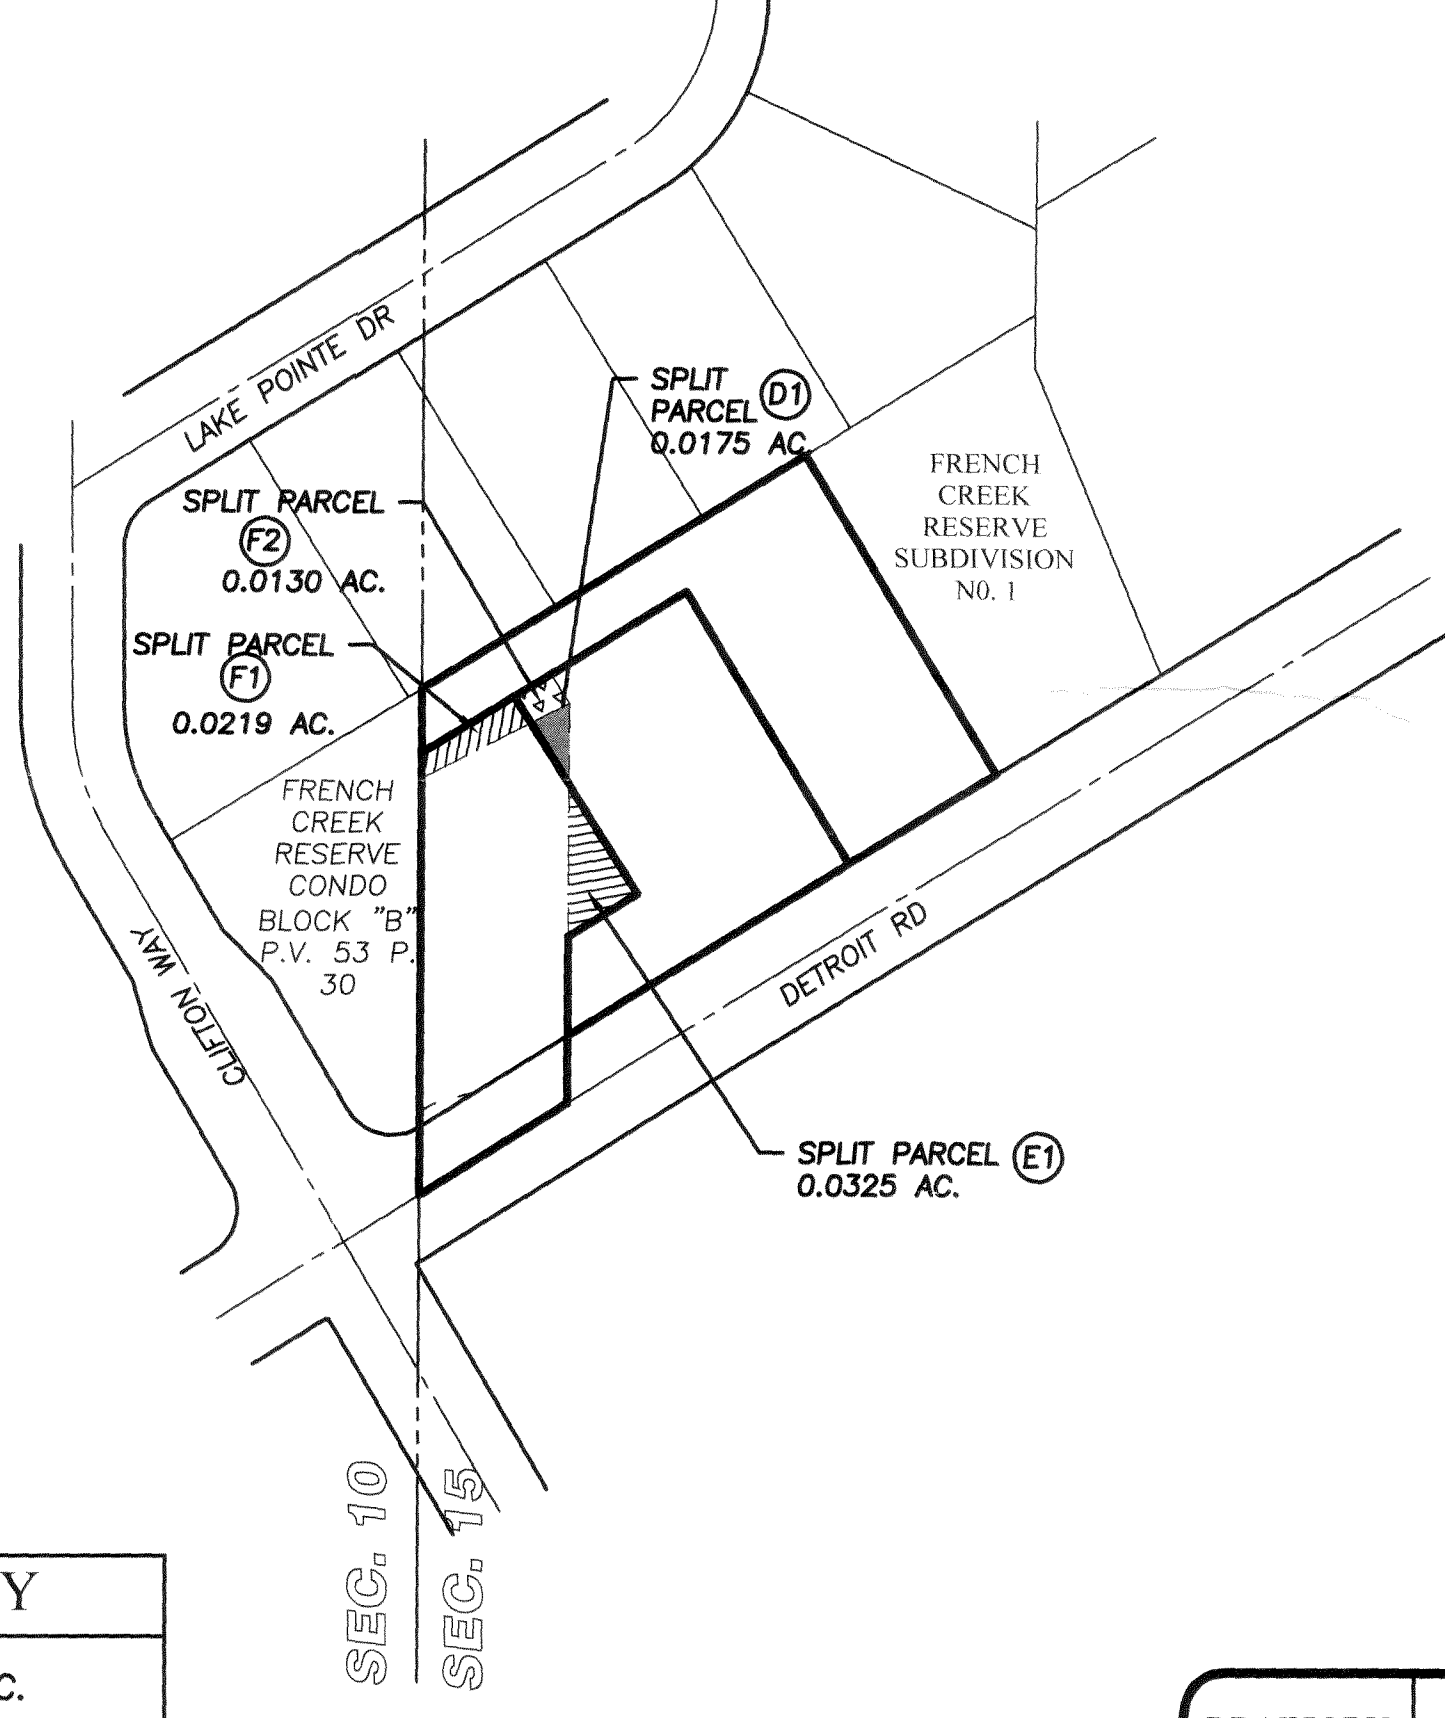 LAKE POINTE DR
SPLIT
PARCEL D1
0.0175 AC.
SPLIT PARCEL
F2
0.0130 AC.
SPLIT PARCEL
F1
0.0219 AC.
FRENCH
CREEK
RESERVE
SUBDIVISION
N0. 1
FRENCH
CREEK
RESERVE
CONDO
BLOCK "B"
P.V. 53 P.
30
CLIFTON WAY
DETROIT RD
SPLIT PARCEL E1
0.0325 AC.
SEC. 10
SEC. 15
Y
C.